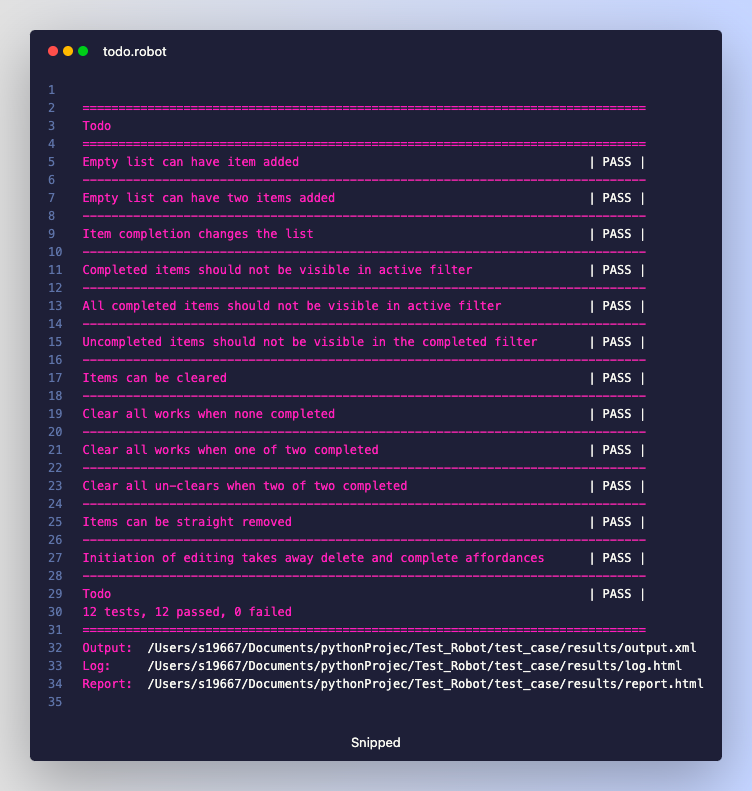 todo.robot
1
2 ==============================================================================
3 Todo
4 ==============================================================================
5 Empty list can have item added                                        | PASS |
6 ------------------------------------------------------------------------------
7 Empty list can have two items added                                   | PASS |
8 ------------------------------------------------------------------------------
9 Item completion changes the list                                      | PASS |
10 ------------------------------------------------------------------------------
11 Completed items should not be visible in active filter                | PASS |
12 ------------------------------------------------------------------------------
13 All completed items should not be visible in active filter            | PASS |
14 ------------------------------------------------------------------------------
15 Uncompleted items should not be visible in the completed filter       | PASS |
16 ------------------------------------------------------------------------------
17 Items can be cleared                                                  | PASS |
18 ------------------------------------------------------------------------------
19 Clear all works when none completed                                   | PASS |
20 ------------------------------------------------------------------------------
21 Clear all works when one of two completed                             | PASS |
22 ------------------------------------------------------------------------------
23 Clear all un-clears when two of two completed                         | PASS |
24 ------------------------------------------------------------------------------
25 Items can be straight removed                                         | PASS |
26 ------------------------------------------------------------------------------
27 Initiation of editing takes away delete and complete affordances      | PASS |
28 ------------------------------------------------------------------------------
29 Todo                                                                  | PASS |
30 12 tests, 12 passed, 0 failed
31 ==============================================================================
32 Output:  /Users/s19667/Documents/pythonProjec/Test_Robot/test_case/results/output.xml
33 Log:     /Users/s19667/Documents/pythonProjec/Test_Robot/test_case/results/log.html
34 Report:  /Users/s19667/Documents/pythonProjec/Test_Robot/test_case/results/report.html
35
Snipped